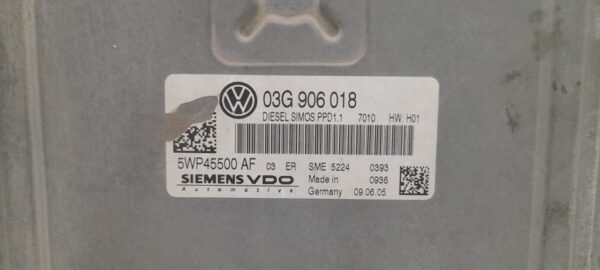 VW 03G 906 018
DIESEL SIMOS PPD1.1 7010 HW: H01
5WP45500 AF 03 ER SME 5224 0393
SIEMENS VDO Made in 0936
Automotive Germany 09.06.05